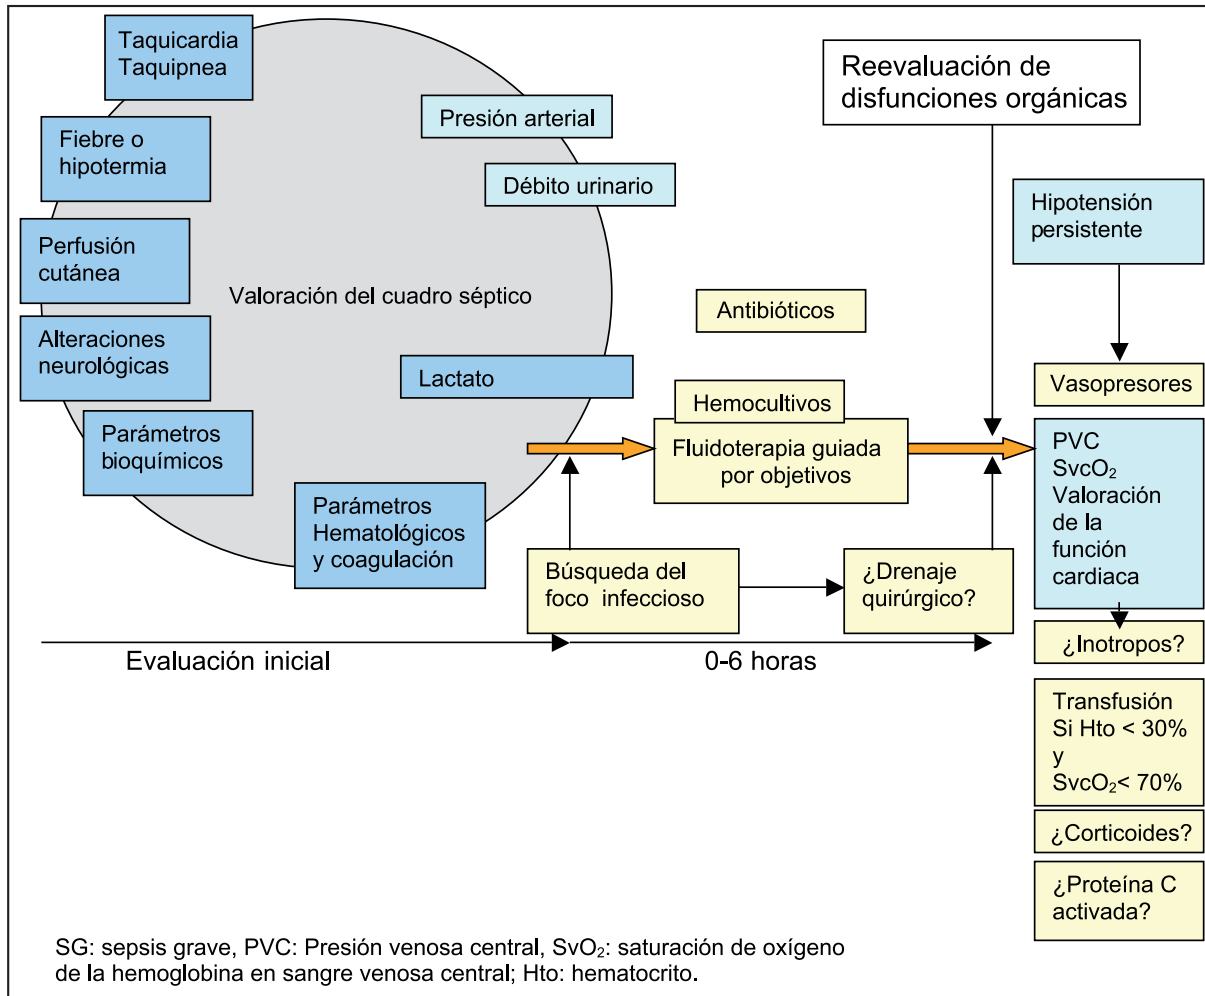 Taquicardia
Taquipnea
Fiebre o
hipotermia
Perfusión
cutánea
Alteraciones
neurológicas
Parámetros
bioquímicos
Parámetros
Hematológicos
y coagulación
Presión arterial
Débito urinario
Valoración del cuadro séptico
Lactato
Antibióticos
Hemocultivos
Fluidoterapia guiada
por objetivos
Búsqueda del
foco infeccioso
¿Drenaje
quirúrgico?
Reevaluación de
disfunciones orgánicas
Hipotensión
persistente
Vasopresores
PVC
SvcO₂
Valoración
de la
función
cardiaca
¿Inotropos?
Transfusión
Si Hto < 30%
y
SvcO₂< 70%
¿Corticoides?
¿Proteína C
activada?
Evaluación inicial
0-6 horas
SG: sepsis grave, PVC: Presión venosa central, SvO₂: saturación de oxígeno
de la hemoglobina en sangre venosa central; Hto: hematocrito.